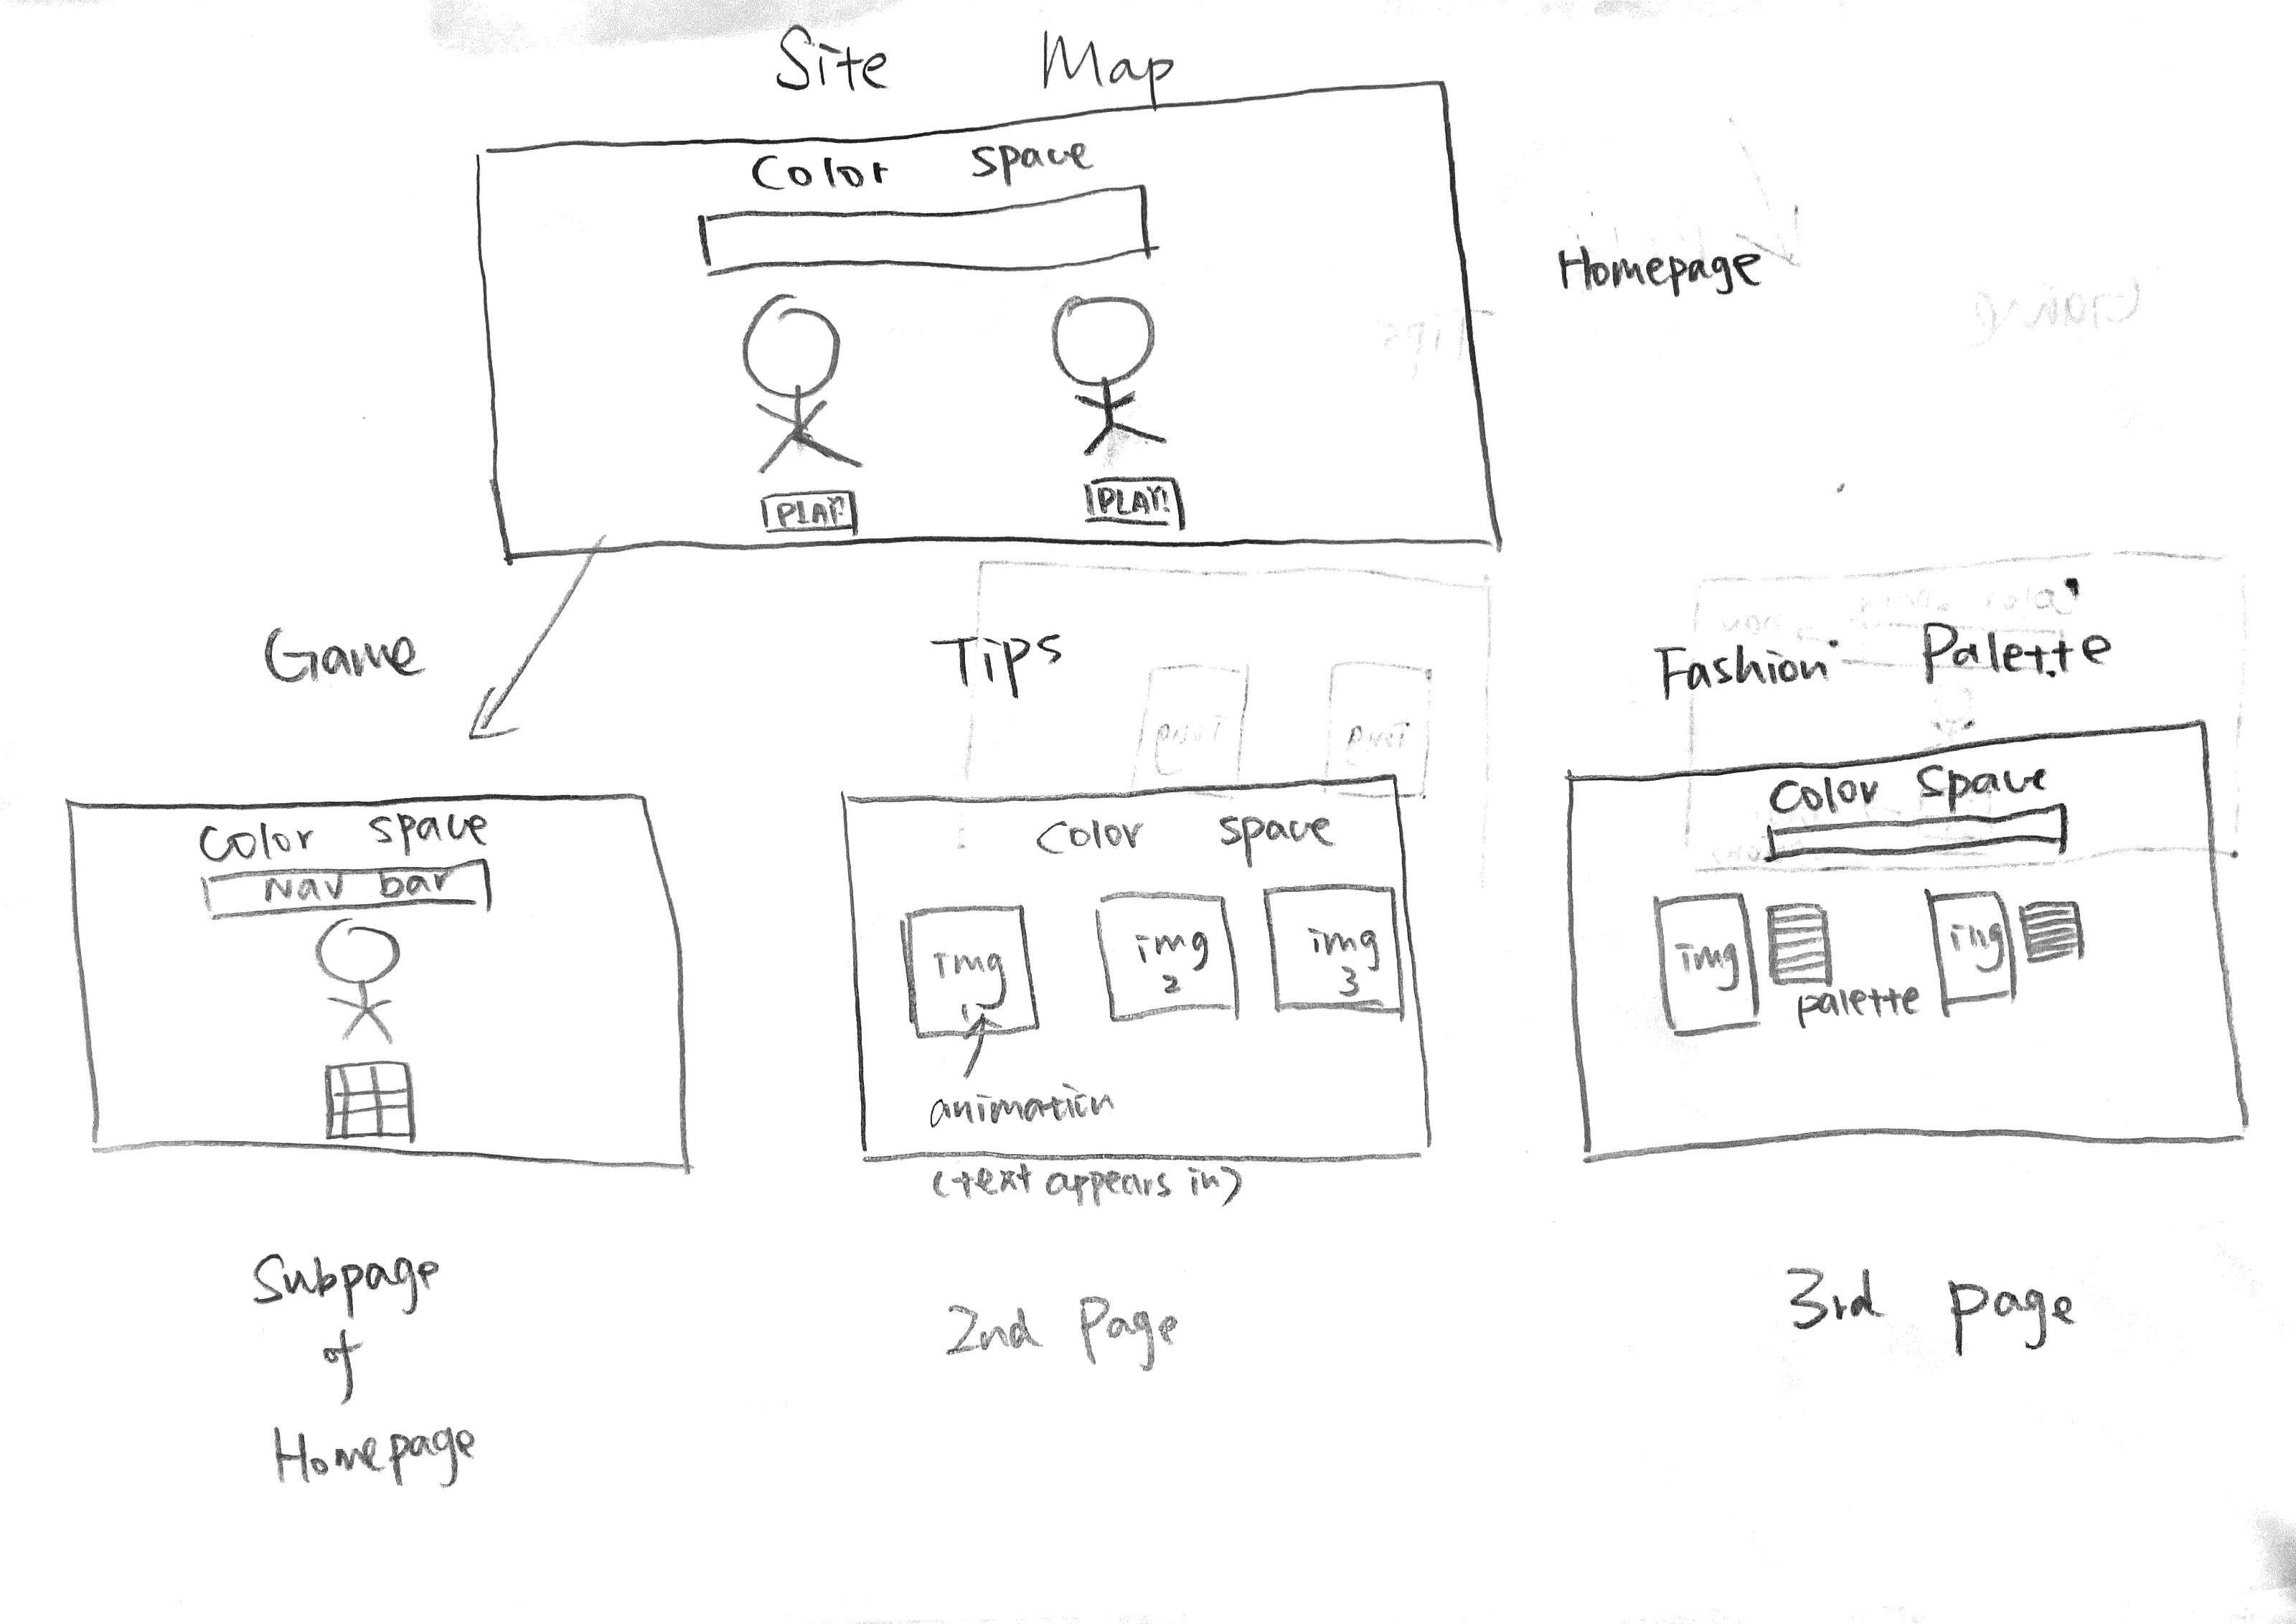 Site Map
Color space
Homepage
PLAY!
PLAY!
Game
Tips
Fashion Palette
Color space
Nav bar
Color space
img
1
img
2
img
3
animation
(text appears in)
Color Space
img
palette
img
Subpage
of
Homepage
2nd Page
3rd page